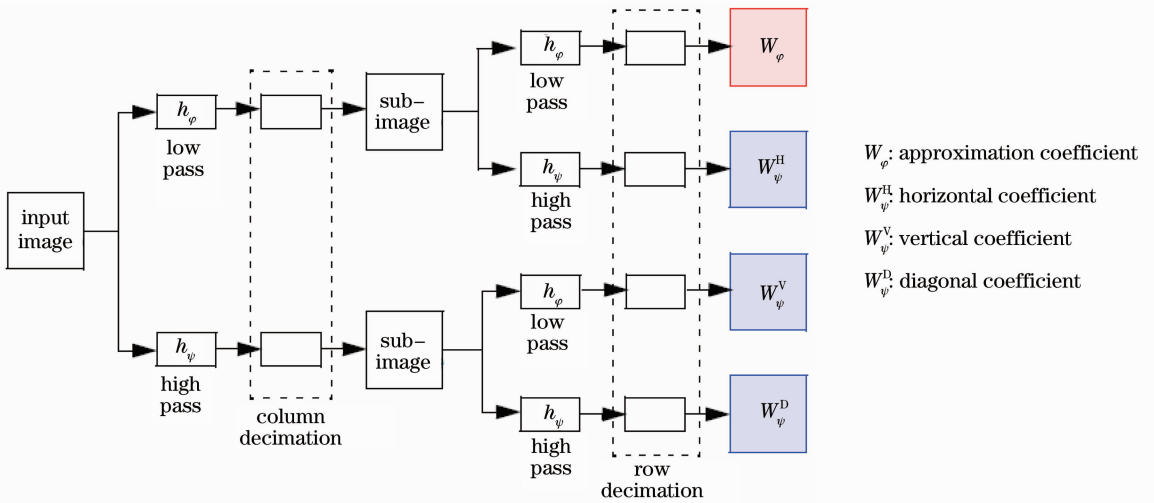 input
image
h_φ
low
pass
h_ψ
high
pass
column
decimation
sub-
image
sub-
image
h_φ
low
pass
h_ψ
high
pass
h_φ
low
pass
h_ψ
high
pass
row
decimation
W_φ
W_ψ^H
W_ψ^V
W_ψ^D
W_φ: approximation coefficient
W_ψ^H: horizontal coefficient
W_ψ^V: vertical coefficient
W_ψ^D: diagonal coefficient